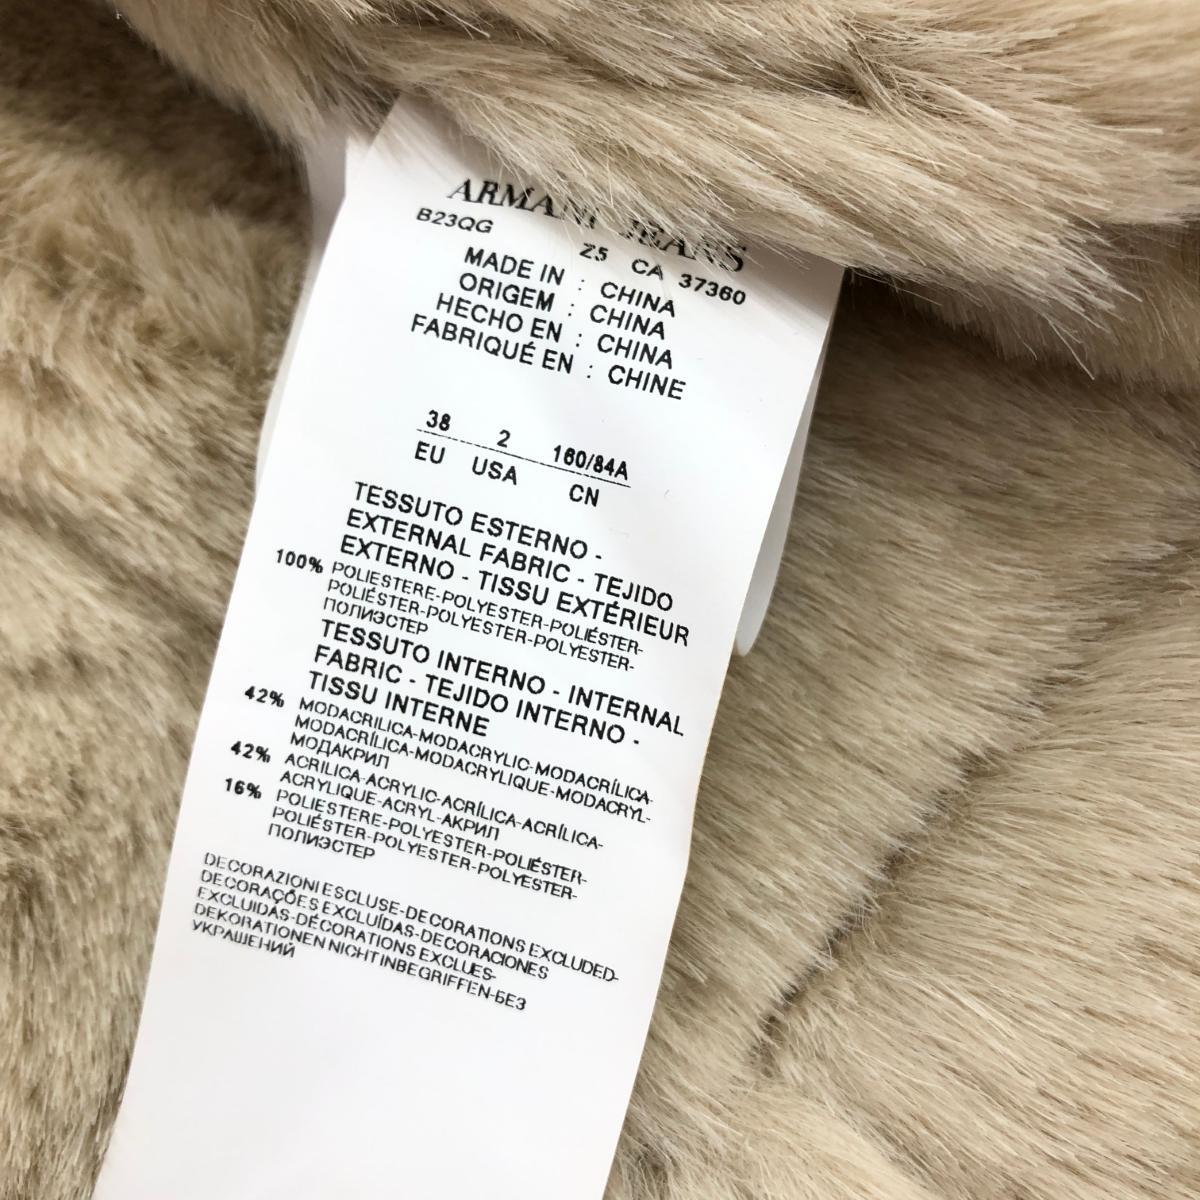 ARMANI JEANS
B23QG Z5 CA 37360
MADE IN : CHINA
ORIGEM : CHINA
HECHO EN : CHINA
FABRIQUÉ EN : CHINE
38 2 160/84A
EU USA CN
TESSUTO ESTERNO -
EXTERNAL FABRIC - TEJIDO
EXTERNO - TISSU EXTÉRIEUR
100% POLIESTERE-POLYESTER-POLIÉSTER-
POLIÉSTER-POLYESTER-POLYESTER-
ПОЛИЭСТЕР
TESSUTO INTERNO - INTERNAL
FABRIC - TEJIDO INTERNO -
TISSU INTERNE
42% MODACRILICA-MODACRYLIC-MODACRÍLICA-
MODACRÍLICA-MODACRYLIQUE-MODACRYL-
МОДАКРИЛ
42% ACRILICA-ACRYLIC-ACRÍLICA-ACRÍLICA-
ACRYLIQUE-ACRYL-АКРИЛ
16% POLIESTERE-POLYESTER-POLIÉSTER-
POLIÉSTER-POLYESTER-POLYESTER-
ПОЛИЭСТЕР
DECORAZIONI ESCLUSE-DECORATIONS EXCLUDED-
DECORAÇÕES EXCLUÍDAS-DECORACIONES
EXCLUIDAS-DÉCORATIONS EXCLUES-
DEKORATIONEN NICHT INBEGRIFFEN-БЕЗ
УКРАШЕНИЙ